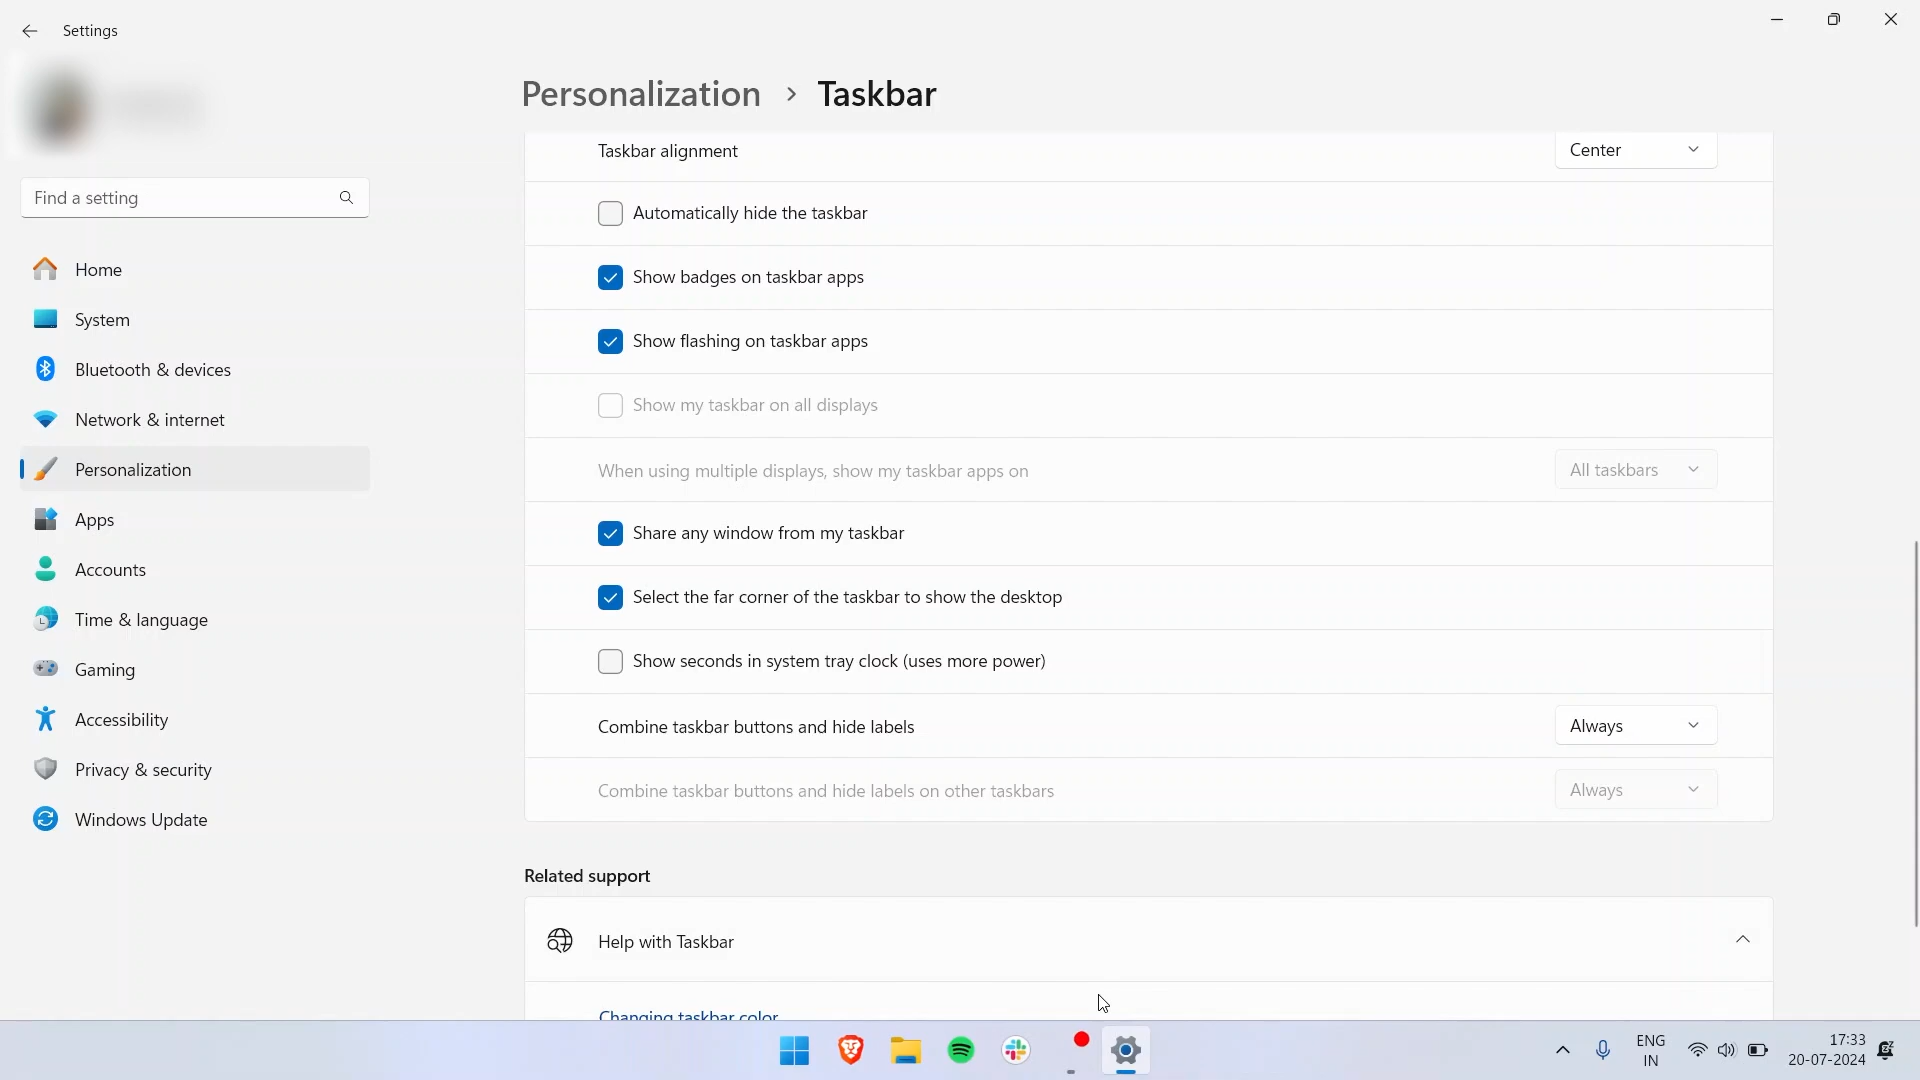 Settings
Personalization > Taskbar
Find a setting
Home
System
Bluetooth & devices
Network & internet
Personalization
Apps
Accounts
Time & language
Gaming
Accessibility
Privacy & security
Windows Update
Taskbar alignment
Center
Automatically hide the taskbar
Show badges on taskbar apps
Show flashing on taskbar apps
Show my taskbar on all displays
When using multiple displays, show my taskbar apps on
All taskbars
Share any window from my taskbar
Select the far corner of the taskbar to show the desktop
Show seconds in system tray clock (uses more power)
Combine taskbar buttons and hide labels
Always
Combine taskbar buttons and hide labels on other taskbars
Always
Related support
Help with Taskbar
Changing taskbar color
ENG
IN
17:33
20-07-2024